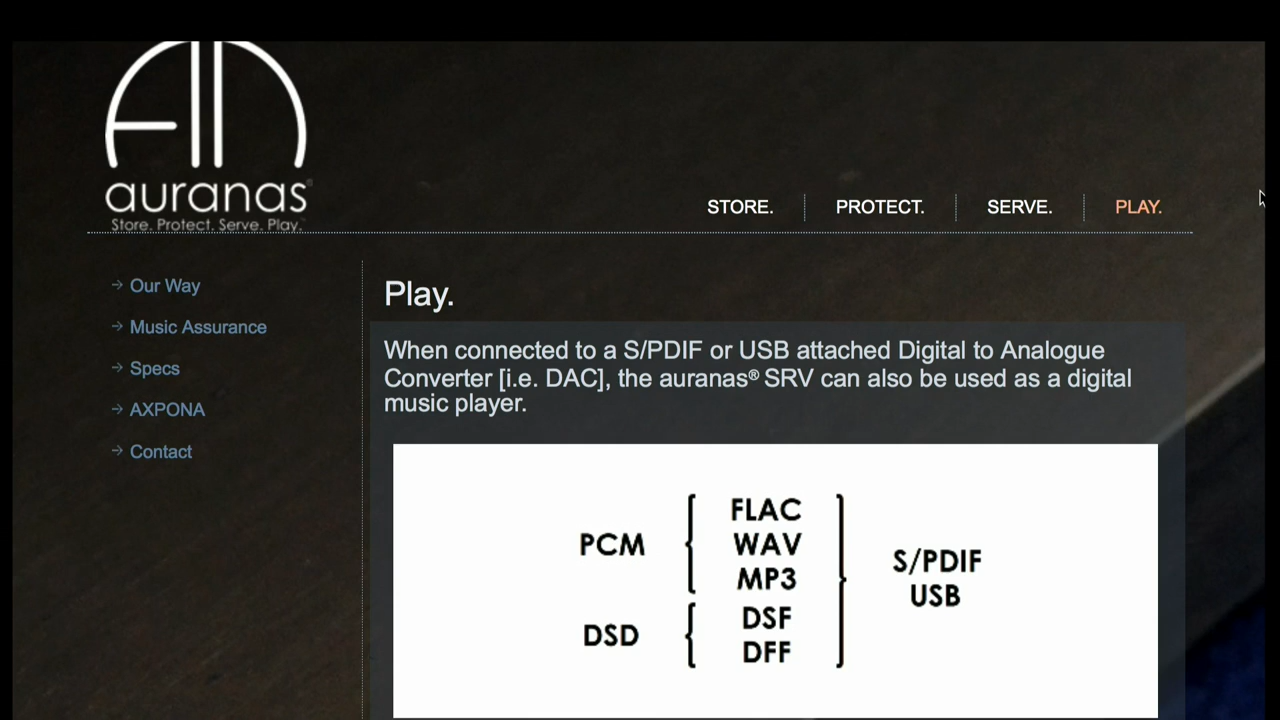 auranas®
Store. Protect. Serve. Play.
STORE.
PROTECT.
SERVE.
PLAY.
Our Way
Music Assurance
Specs
AXPONA
Contact
Play.
When connected to a S/PDIF or USB attached Digital to Analogue
Converter [i.e. DAC], the auranas® SRV can also be used as a digital
music player.
PCM
FLAC
WAV
MP3
DSD
DSF
DFF
S/PDIF
USB